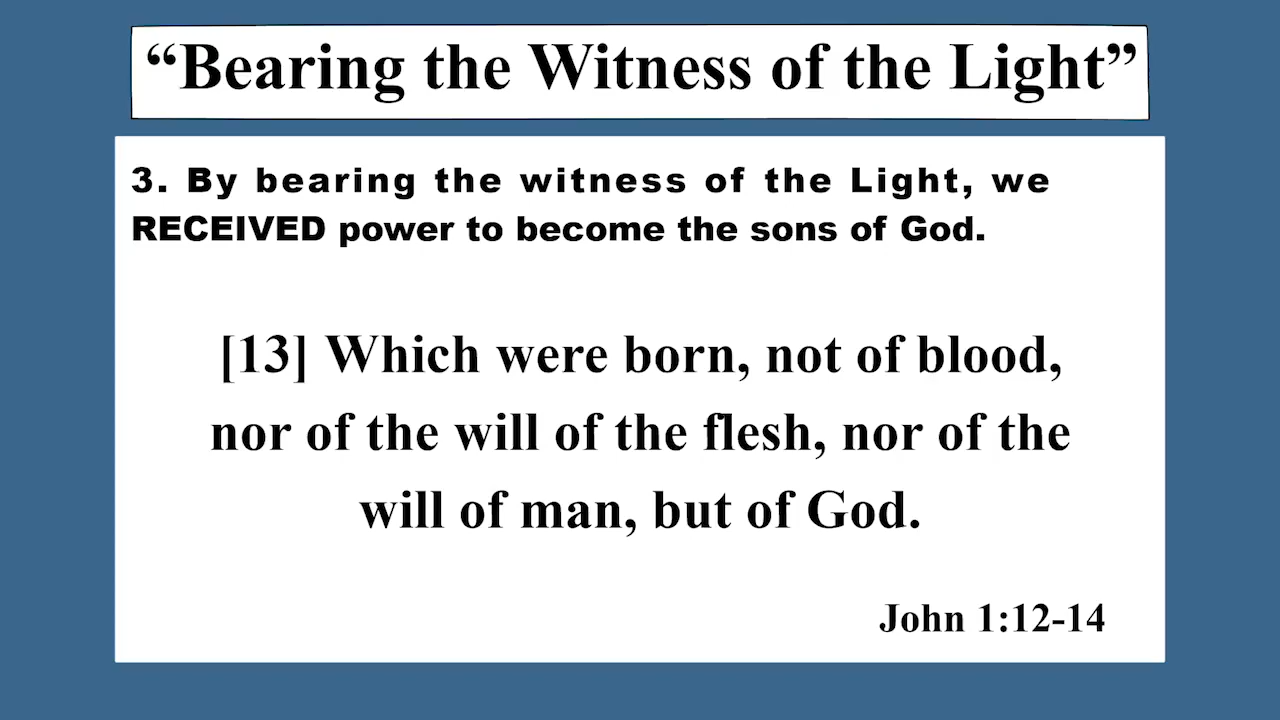 “Bearing the Witness of the Light”
3. By bearing the witness of the Light, we
RECEIVED power to become the sons of God.
[13] Which were born, not of blood,
nor of the will of the flesh, nor of the
will of man, but of God.
John 1:12-14